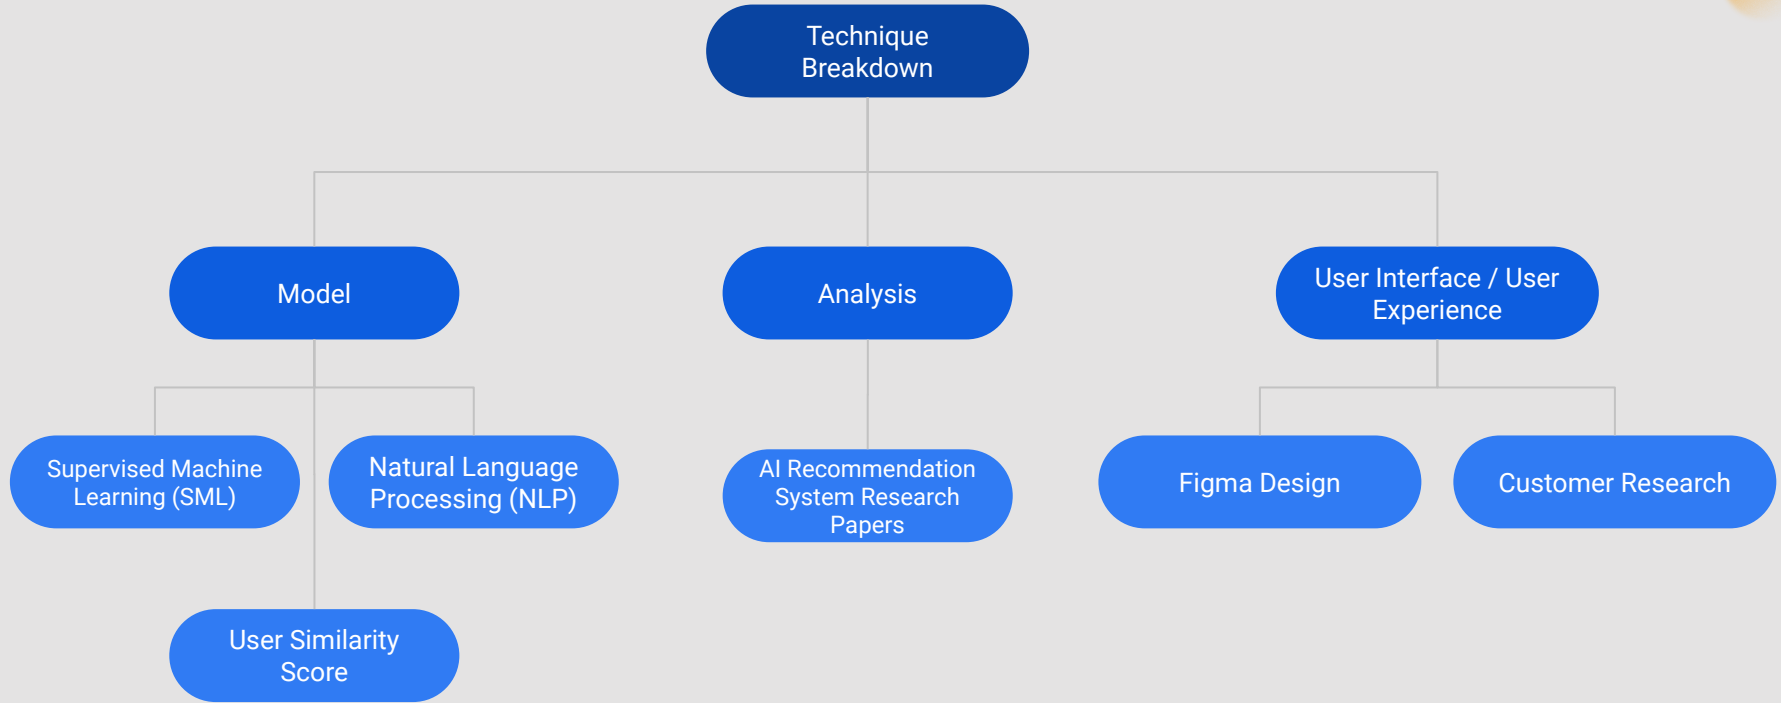 Technique
Breakdown
Model
Analysis
User Interface / User
Experience
Supervised Machine
Learning (SML)
Natural Language
Processing (NLP)
AI Recommendation
System Research
Papers
Figma Design
Customer Research
User Similarity
Score